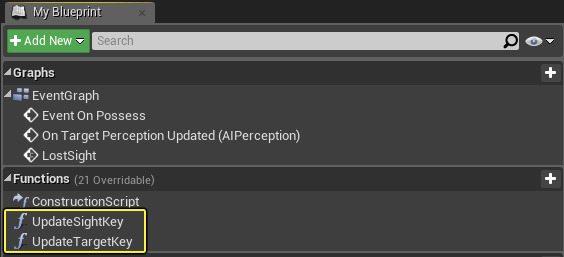 My Blueprint
Add New Search
Graphs
EventGraph
Event On Possess
On Target Perception Updated (AIPerception)
LostSight
Functions (21 Overridable)
ConstructionScript
UpdateSightKey
UpdateTargetKey